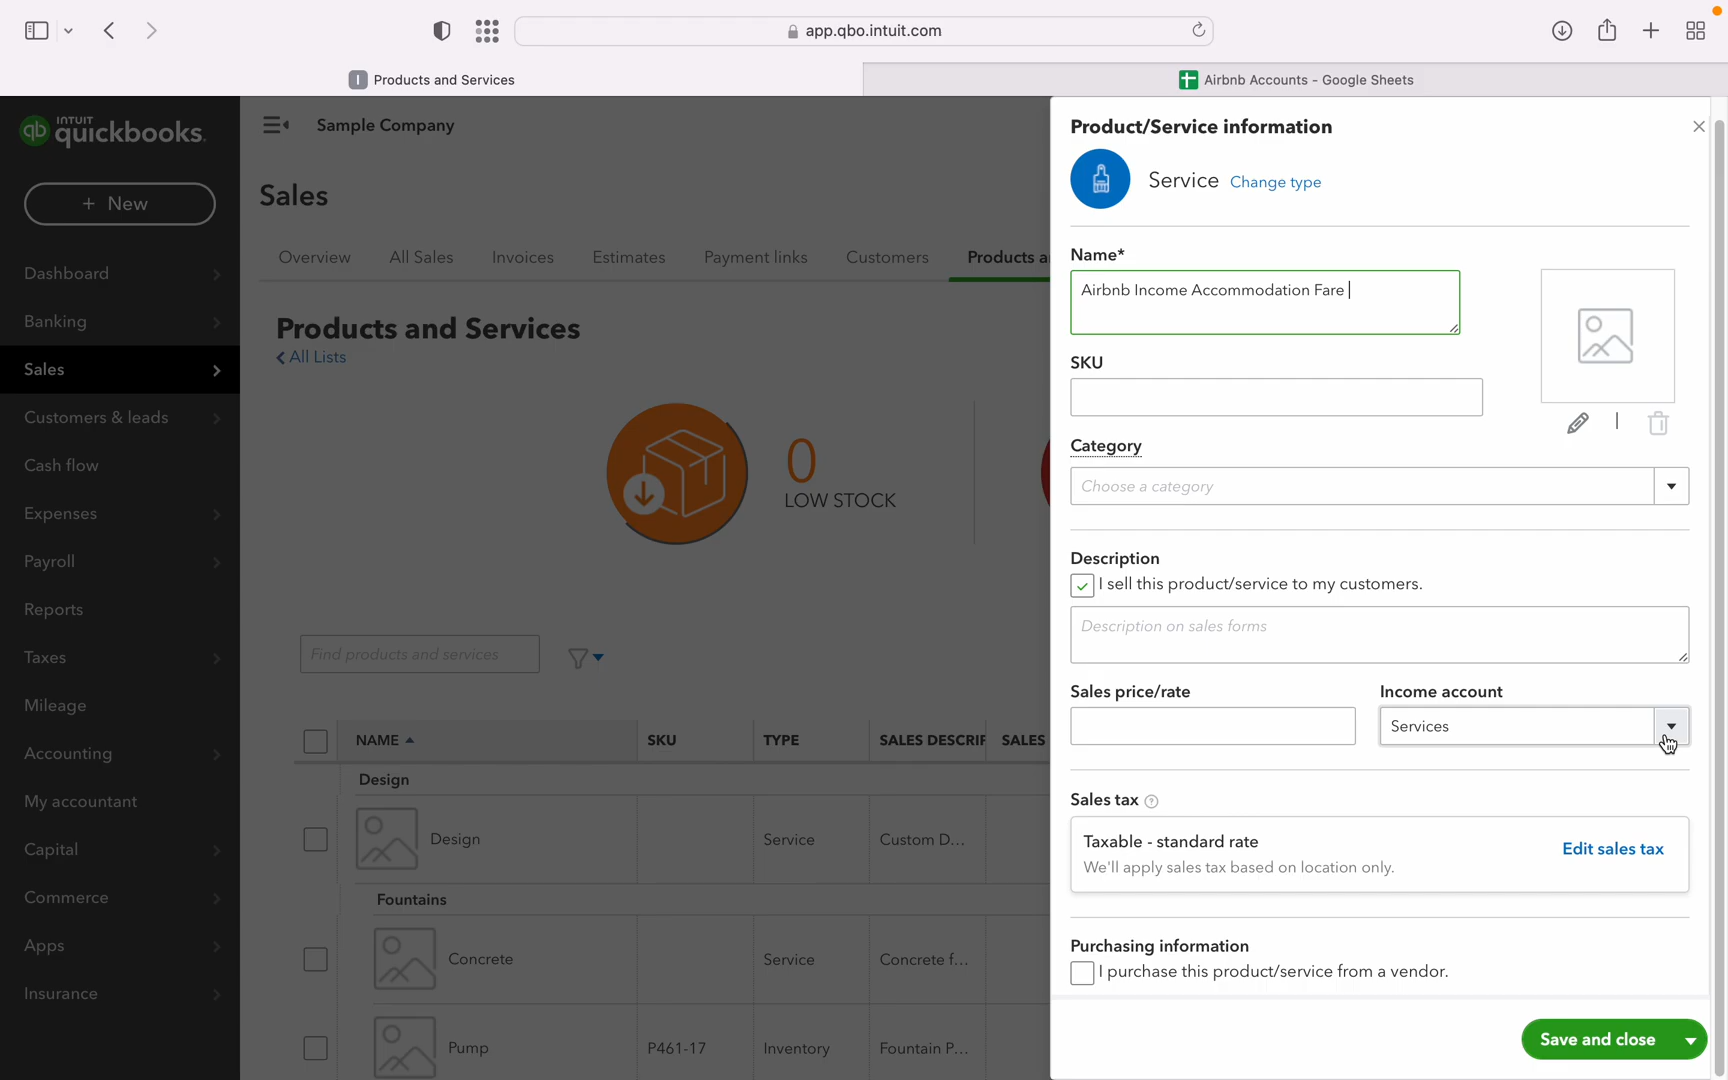 app.qbo.intuit.com
Products and Services
Airbnb Accounts – Google Sheets
INTUIT
quickbooks.
Sample Company
+ New
Dashboard
Banking
Sales
Customers & leads
Cash flow
Expenses
Payroll
Reports
Taxes
Mileage
Accounting
My accountant
Capital
Commerce
Apps
Insurance
Sales
Overview
All Sales
Invoices
Estimates
Payment links
Customers
Products a
Products and Services
All Lists
0
LOW STOCK
Find products and services
NAME
SKU
TYPE
SALES DESCRIP
SALES
Design
Design
Service
Custom D...
Fountains
Concrete
Service
Concrete f...
Pump
P461-17
Inventory
Fountain P...
Product/Service information
Service
Change type
Name*
Airbnb Income Accommodation Fare
SKU
Category
Choose a category
Description
I sell this product/service to my customers.
Description on sales forms
Sales price/rate
Income account
Services
Sales tax
Taxable - standard rate
We'll apply sales tax based on location only.
Edit sales tax
Purchasing information
I purchase this product/service from a vendor.
Save and close